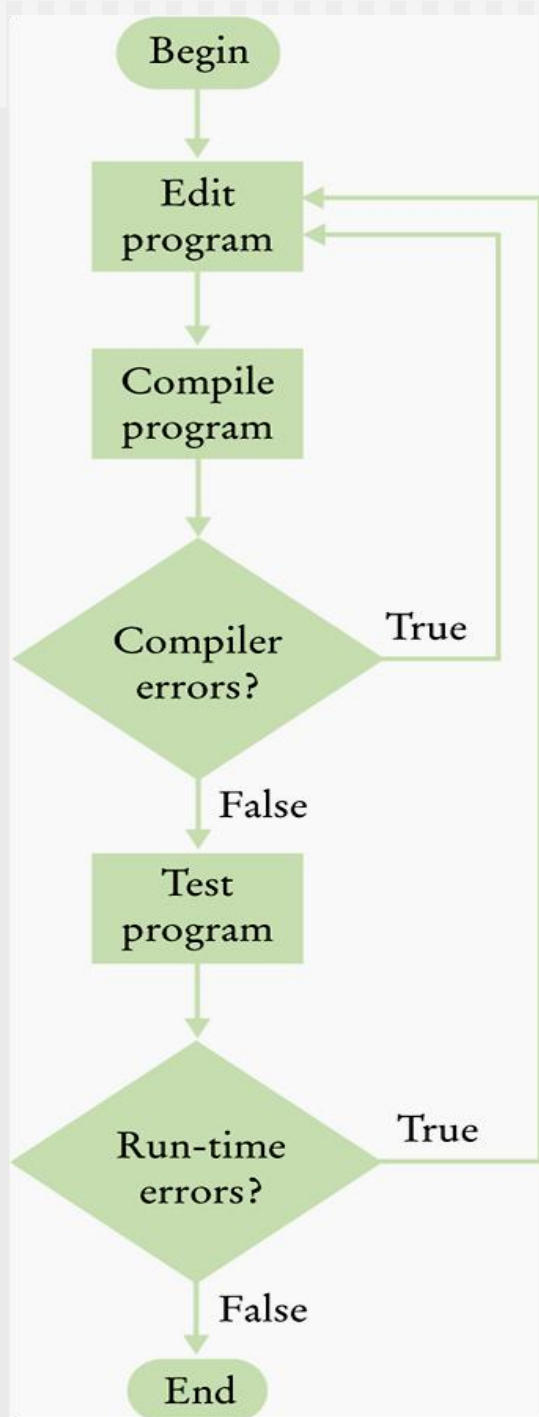 Begin
Edit
program
Compile
program
Compiler
errors?
True
False
Test
program
Run-time
errors?
True
False
End